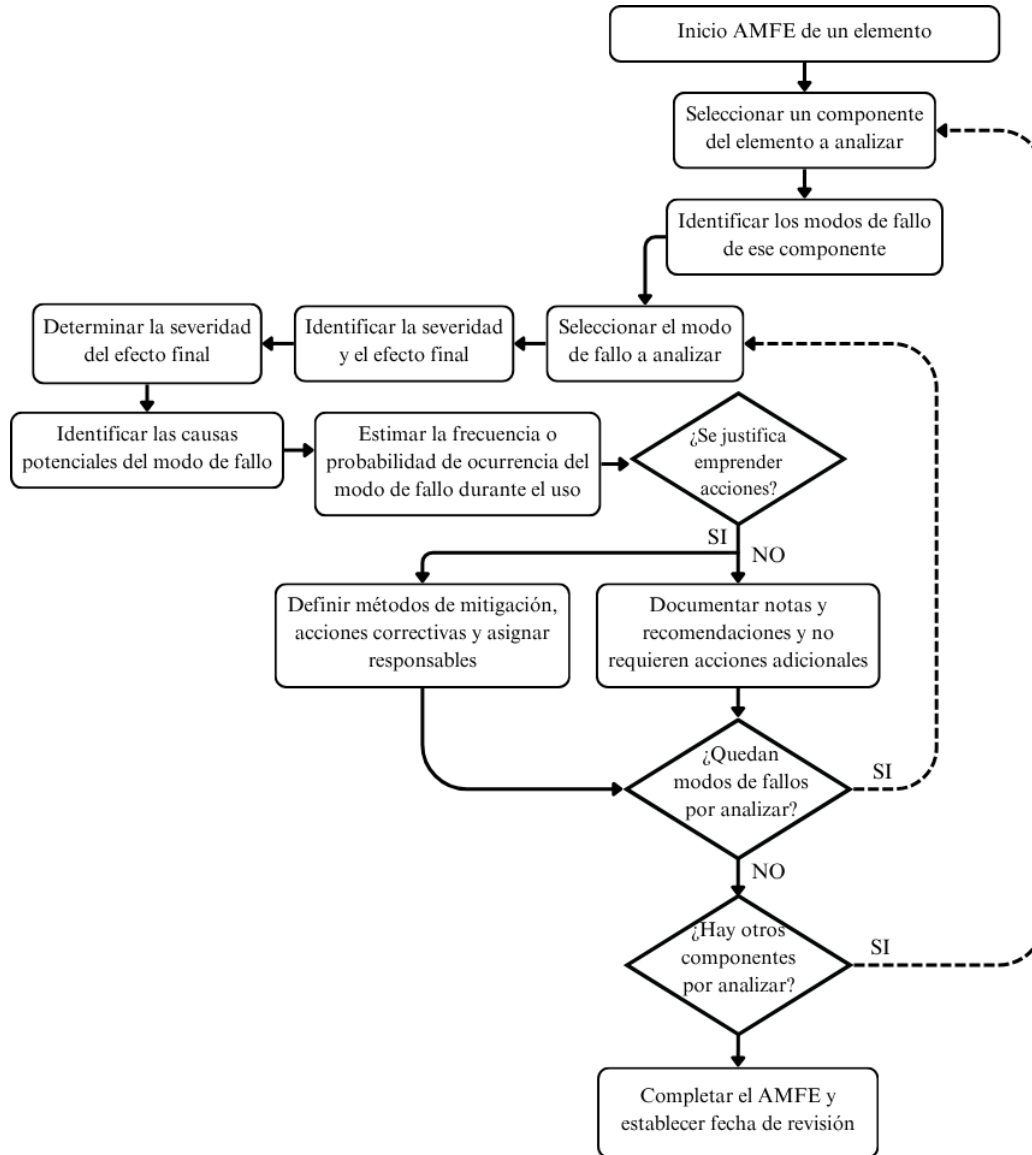 Inicio AMFE de un elemento
Seleccionar un componente
del elemento a analizar
Identificar los modos de fallo
de ese componente
Seleccionar el modo
de fallo a analizar
Identificar la severidad
y el efecto final
Determinar la severidad
del efecto final
Identificar las causas
potenciales del modo de fallo
Estimar la frecuencia o
probabilidad de ocurrencia del
modo de fallo durante el uso
¿Se justifica
emprender
acciones?
SI
NO
Definir métodos de mitigación,
acciones correctivas y asignar
responsables
Documentar notas y
recomendaciones y no
requieren acciones adicionales
¿Quedan
modos de fallos
por analizar?
SI
NO
¿Hay otros
componentes
por analizar?
SI
Completar el AMFE y
establecer fecha de revisión